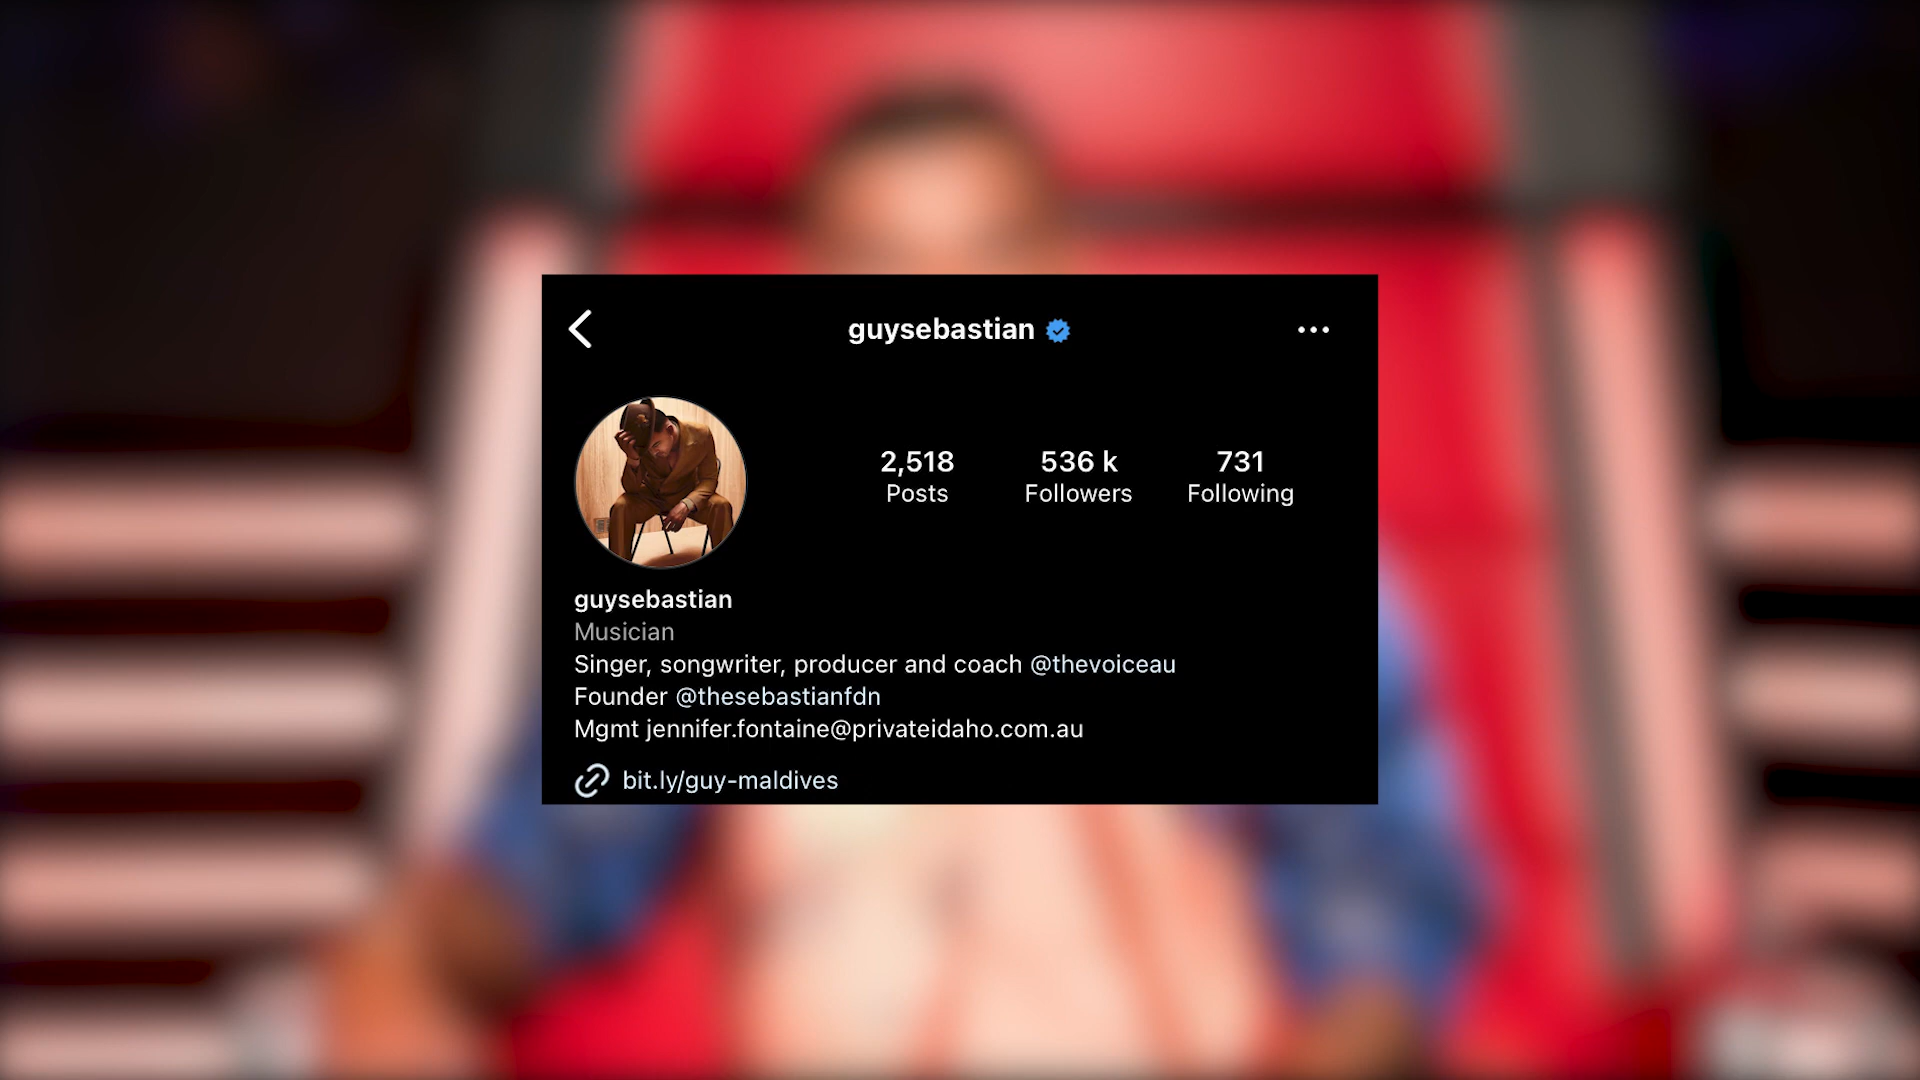 guysebastian
2,518 536 k 731
Posts Followers Following
guysebastian
Musician
Singer, songwriter, producer and coach @thevoiceau
Founder @thesebastianfdn
Mgmt jennifer.fontaine@privateidaho.com.au
bit.ly/guy-maldives